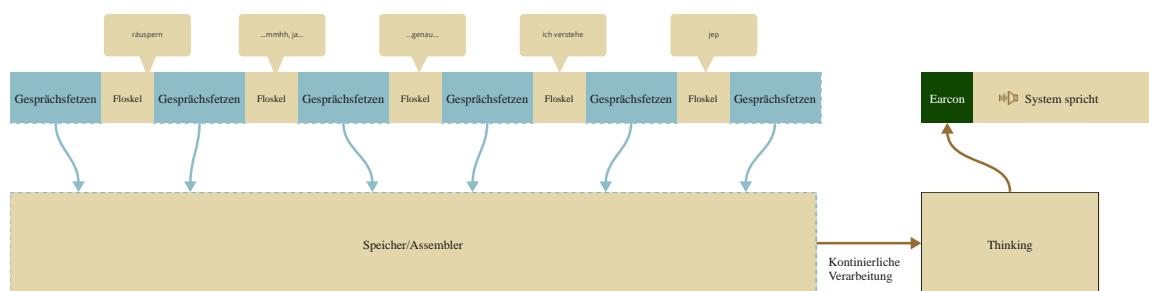 räuspern
...mmhh, ja...
...genau...
ich verstehe
jep
Gesprächsfetzen
Floskel
Gesprächsfetzen
Floskel
Gesprächsfetzen
Floskel
Gesprächsfetzen
Floskel
Gesprächsfetzen
Floskel
Gesprächsfetzen
Earcon
System spricht
Speicher/Assembler
Kontinierliche
Verarbeitung
Thinking